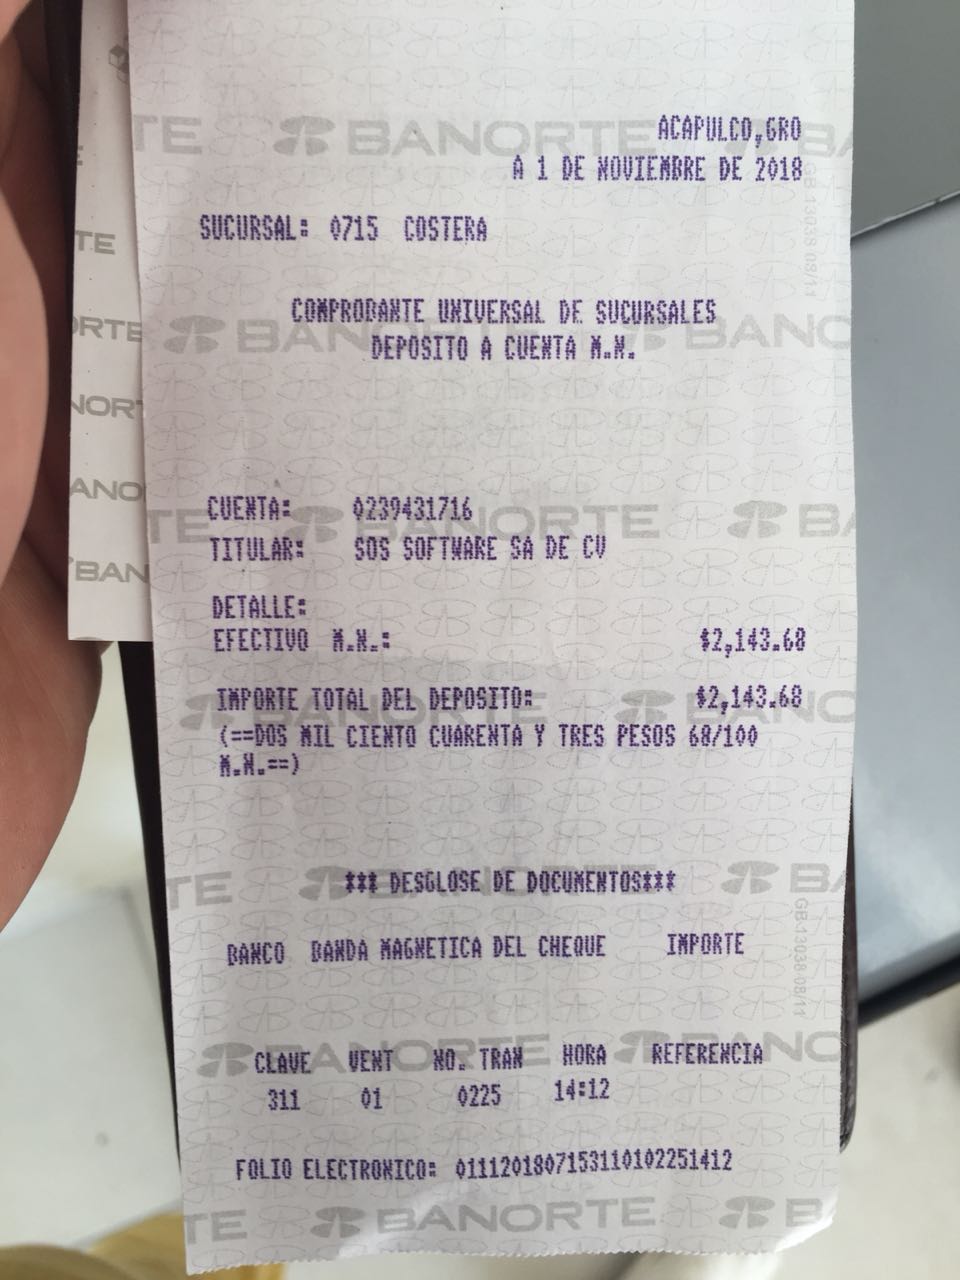 ACAPULCO,GRO
A 1 DE NOVIEMBRE DE 2018
SUCURSAL: 0715 COSTERA
COMPROBANTE UNIVERSAL DE SUCURSALES
DEPOSITO A CUENTA M.N.
CUENTA: 0239431716
TITULAR: SOS SOFTWARE SA DE CV
DETALLE:
EFECTIVO M.N.: $2,143.68
IMPORTE TOTAL DEL DEPOSITO: $2,143.68
(==DOS MIL CIENTO CUARENTA Y TRES PESOS 68/100
M.N.==)
*** DESGLOSE DE DOCUMENTOS***
BANCO BANDA MAGNETICA DEL CHEQUE IMPORTE
CLAVE VENT NO. TRAN HORA REFERENCIA
311 01 0225 14:12
FOLIO ELECTRONICO: 0111201807153110102251412
BANORTE
GB-13038 08/11